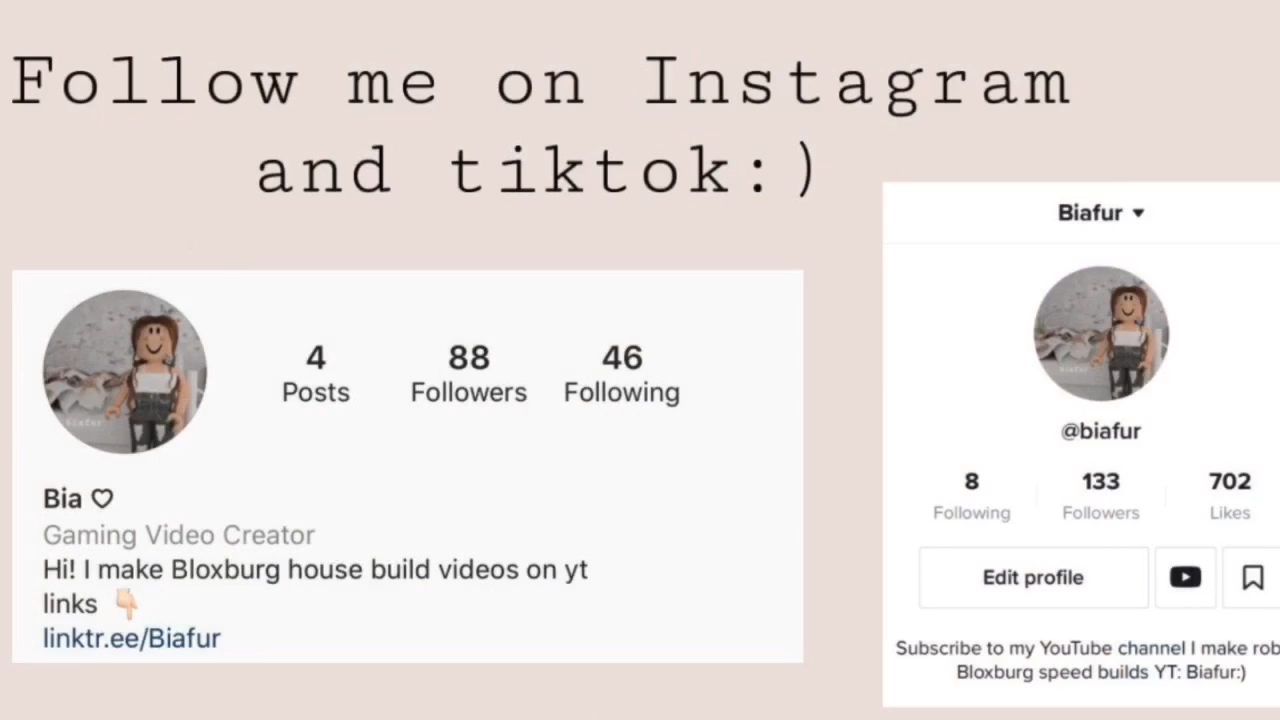 Follow me on Instagram
and tiktok:)
4 88 46
Posts Followers Following
Biafur
Bia ♡
Gaming Video Creator
Hi! I make Bloxburg house build videos on yt
links 👇🏻
linktr.ee/Biafur
Biafur ▼
Biafur
@biafur
8 133 702
Following Followers Likes
Edit profile
Subscribe to my YouTube channel I make rob
Bloxburg speed builds YT: Biafur:)